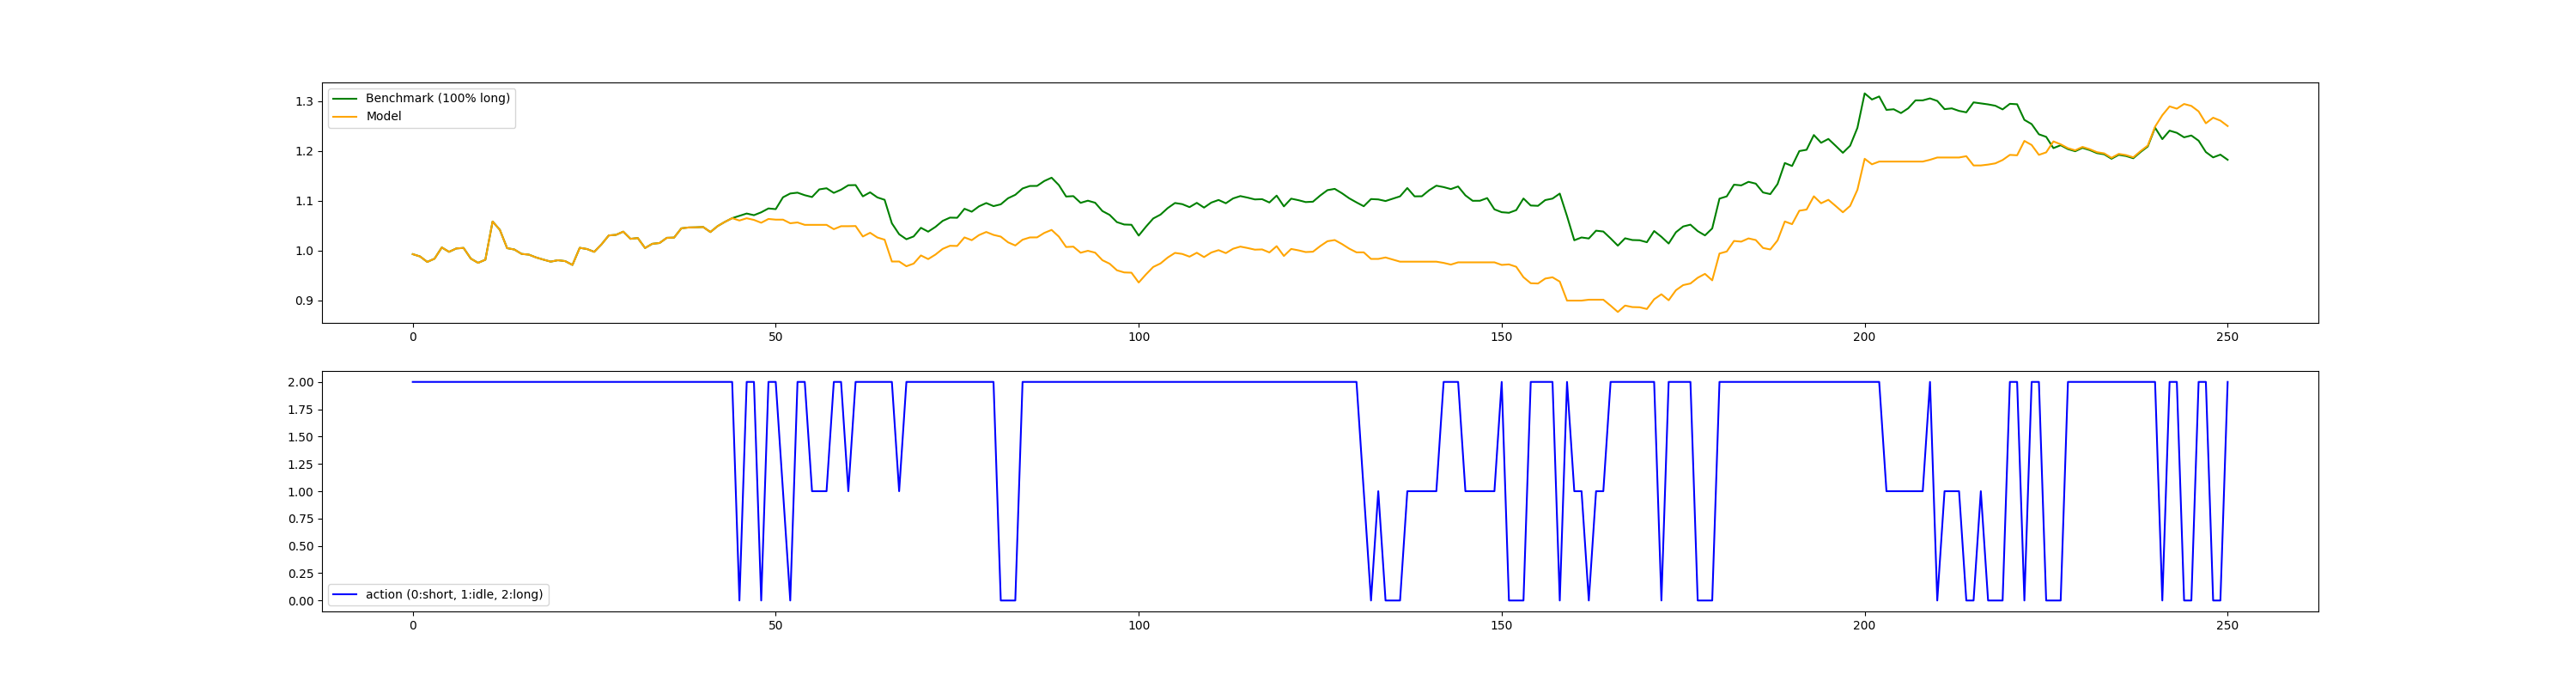 1.3
1.2
1.1
1.0
0.9
Benchmark (100% long)
Model
0 50 100 150 200 250
2.00
1.75
1.50
1.25
1.00
0.75
0.50
0.25
0.00
action (0:short, 1:idle, 2:long)
0 50 100 150 200 250